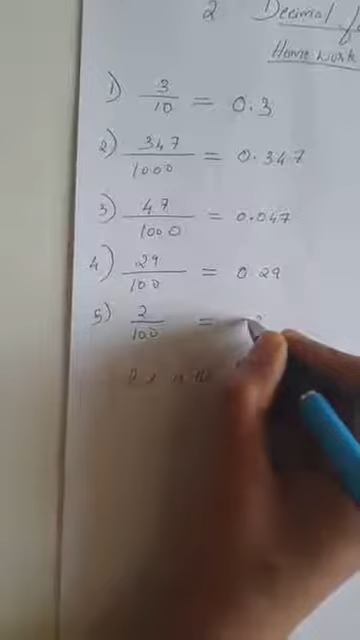 2 Decimal
Home work
1) 3/10 = 0.3
2) 347/1000 = 0.347
3) 47/1000 = 0.047
4) 29/100 = 0.29
5) 2/100 =